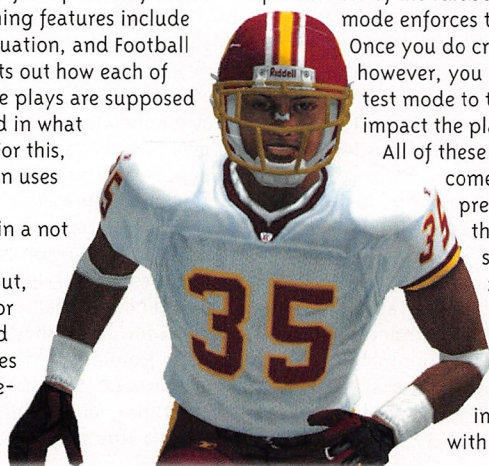 ning features include
uation, and Football
ts out how each of
e plays are supposed
d in what
or this,
n uses
in a not
ut,
or
d
es
e-
mode enforces t
Once you do cr
however, you
test mode to t
impact the pla
All of these
come
pre
th
s
in
with
Riddell
35
35
35